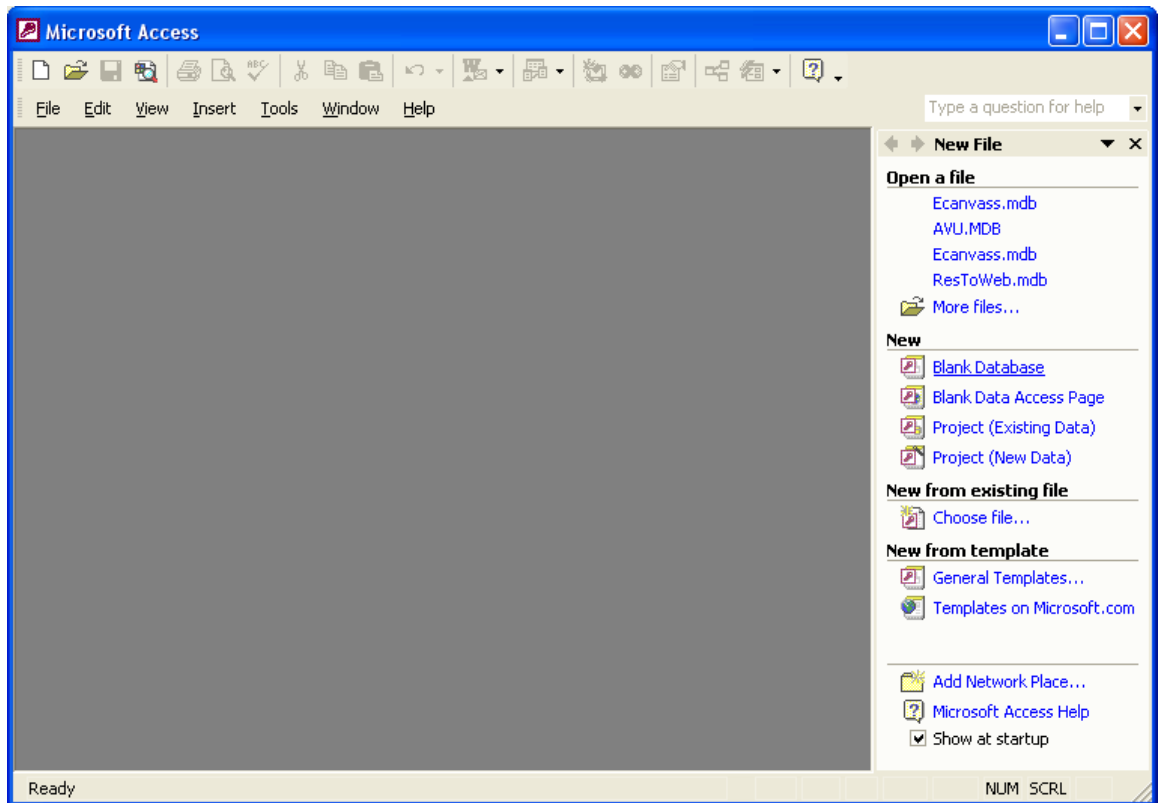 Microsoft Access
File Edit View Insert Tools Window Help Type a question for help
New File
Open a file
Ecanvass.mdb
AVU.MDB
Ecanvass.mdb
ResToWeb.mdb
More files...
New
Blank Database
Blank Data Access Page
Project (Existing Data)
Project (New Data)
New from existing file
Choose file...
New from template
General Templates...
Templates on Microsoft.com
Add Network Place...
Microsoft Access Help
Show at startup
Ready NUM SCRL